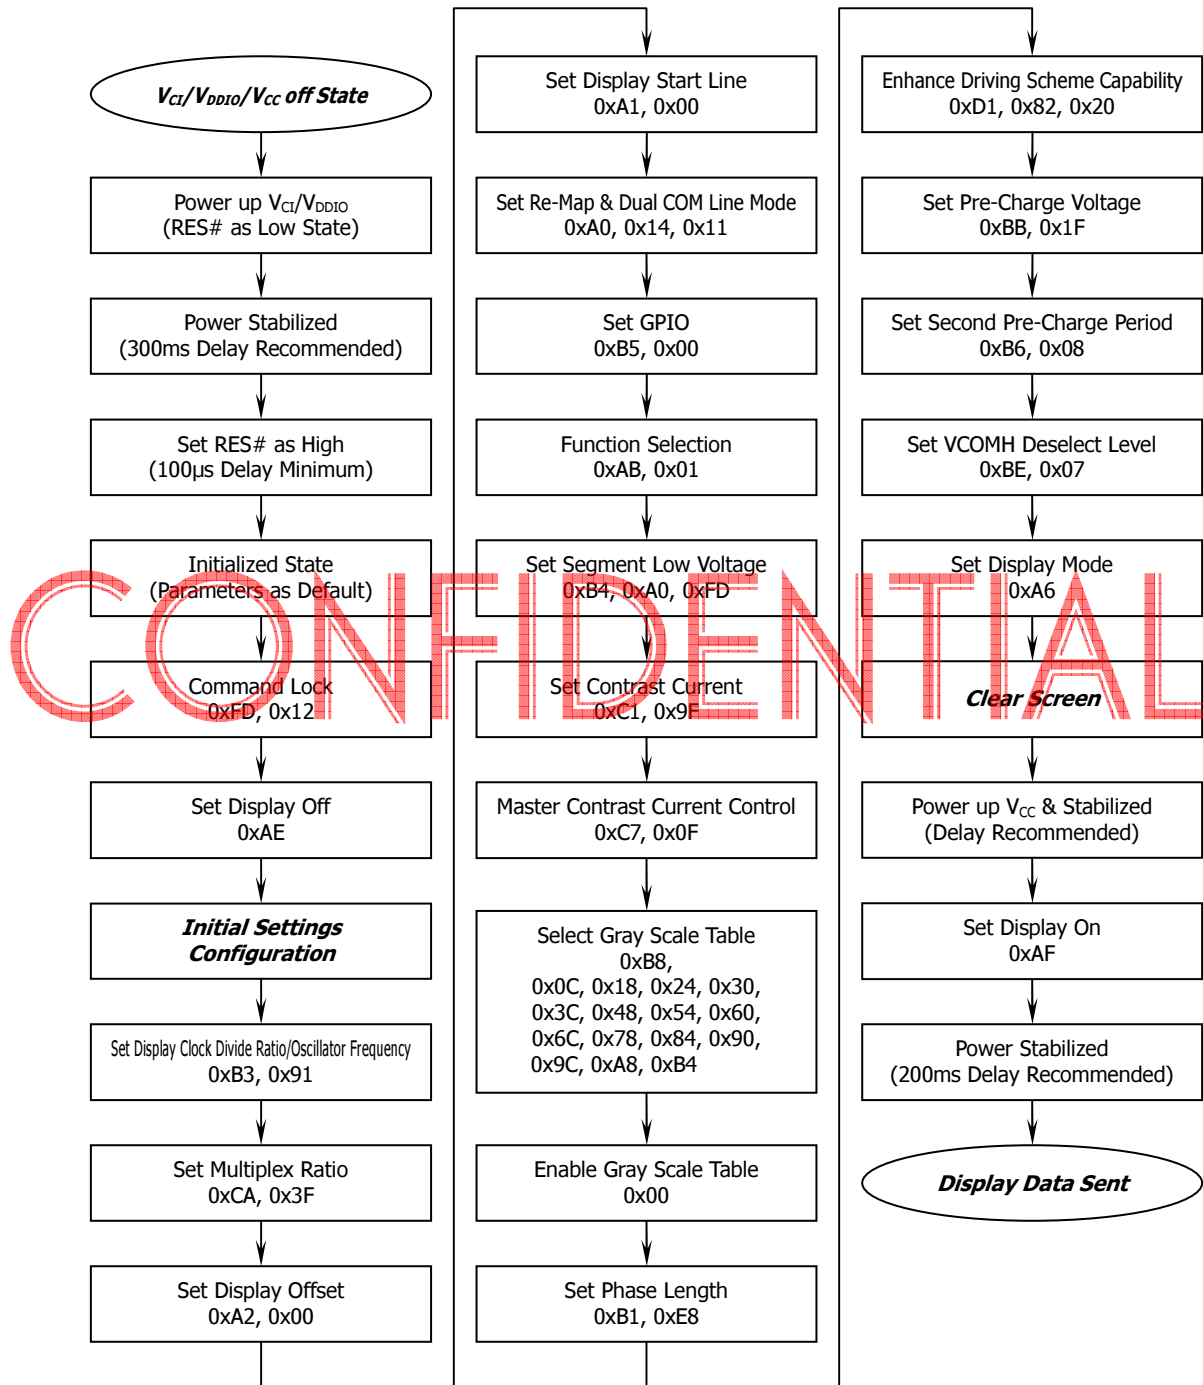 V_CI/V_DDIO/V_CC off State
Power up V_CI/V_DDIO
(RES# as Low State)
Power Stabilized
(300ms Delay Recommended)
Set RES# as High
(100µs Delay Minimum)
Initialized State
(Parameters as Default)
Command Lock
0xFD, 0x12
Set Display Off
0xAE
Initial Settings
Configuration
Set Display Clock Divide Ratio/Oscillator Frequency
0xB3, 0x91
Set Multiplex Ratio
0xCA, 0x3F
Set Display Offset
0xA2, 0x00
Set Display Start Line
0xA1, 0x00
Set Re-Map & Dual COM Line Mode
0xA0, 0x14, 0x11
Set GPIO
0xB5, 0x00
Function Selection
0xAB, 0x01
Set Segment Low Voltage
0xB4, 0xA0, 0xFD
Set Contrast Current
0xC1, 0x9F
Master Contrast Current Control
0xC7, 0x0F
Select Gray Scale Table
0xB8,
0x0C, 0x18, 0x24, 0x30,
0x3C, 0x48, 0x54, 0x60,
0x6C, 0x78, 0x84, 0x90,
0x9C, 0xA8, 0xB4
Enable Gray Scale Table
0x00
Set Phase Length
0xB1, 0xE8
Enhance Driving Scheme Capability
0xD1, 0x82, 0x20
Set Pre-Charge Voltage
0xBB, 0x1F
Set Second Pre-Charge Period
0xB6, 0x08
Set VCOMH Deselect Level
0xBE, 0x07
Set Display Mode
0xA6
Clear Screen
Power up V_CC & Stabilized
(Delay Recommended)
Set Display On
0xAF
Power Stabilized
(200ms Delay Recommended)
Display Data Sent
CONFIDENTIAL